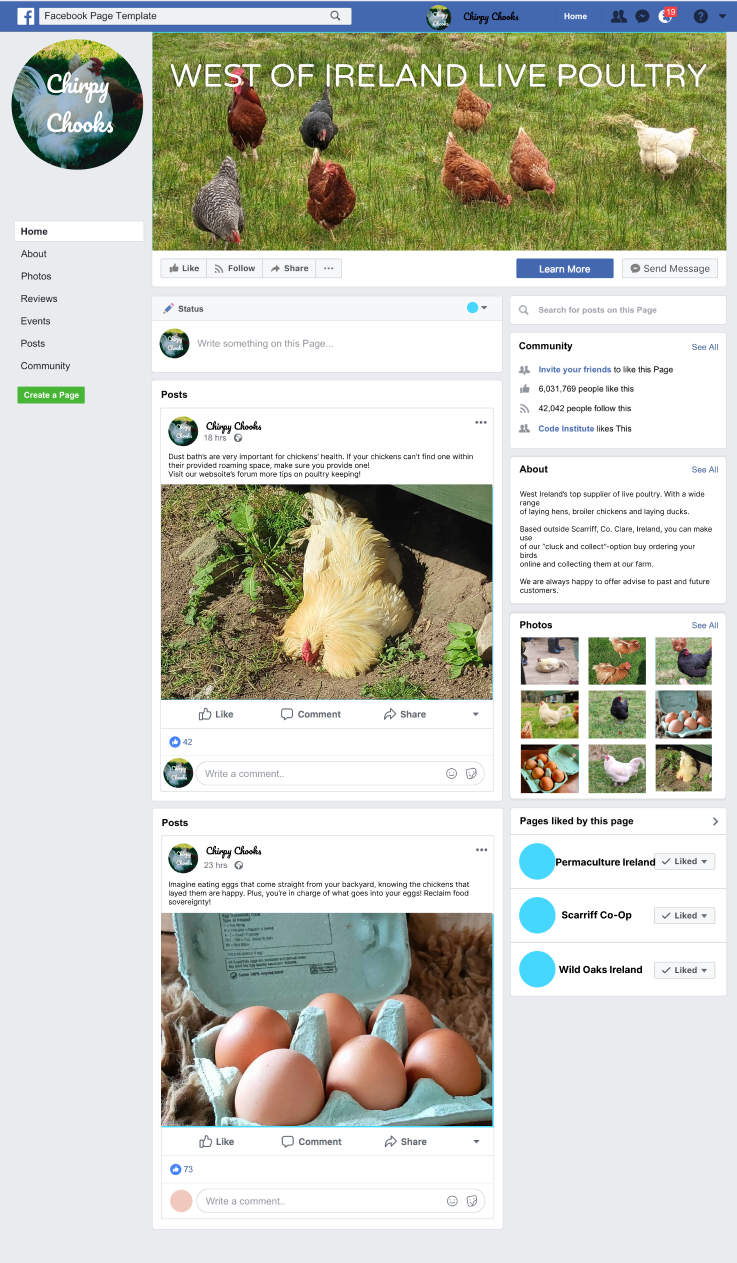 Facebook Page Template
Chirpy Chooks
Home
19
Chirpy
Chooks
WEST OF IRELAND LIVE POULTRY
Home
About
Photos
Reviews
Events
Posts
Community
Create a Page
Like
Follow
Share
Learn More
Send Message
Status
Write something on this Page...
Posts
Chirpy Chooks
18 hrs
Dust bath's are very important for chickens' health. If your chickens can't find one within
their provided roaming space, make sure you provide one!
Visit our websoite's forum more tips on poultry keeping!
Like
Comment
Share
42
Write a comment..
Posts
Chirpy Chooks
23 hrs
Imagine eating eggs that come straight from your backyard, knowing the chickens that
layed them are happy. Plus, you're in charge of what goes into your eggs! Reclaim food
sovereignty!
Like
Comment
Share
73
Write a comment..
Search for posts on this Page
Community
See All
Invite your friends to like this Page
6,031,769 people like this
42,042 people follow this
Code Institute likes This
About
See All
West Ireland's top supplier of live poultry. With a wide
range
of laying hens, broiler chickens and laying ducks.
Based outside Scarriff, Co. Clare, Ireland, you can make
use
of our "cluck and collect"-option buy ordering your
birds
online and collecting them at our farm.
We are always happy to offer advise to past and future
customers.
Photos
See All
Pages liked by this page
Permaculture Ireland
Liked
Scarriff Co-Op
Liked
Wild Oaks Ireland
Liked